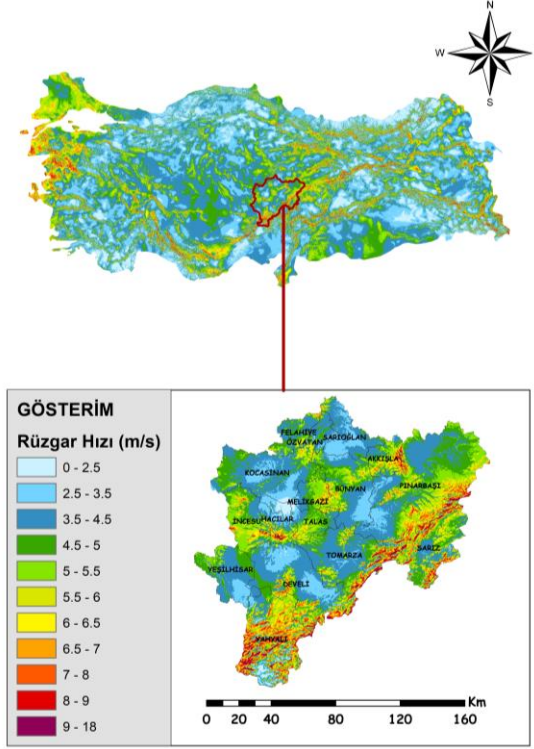 N
W E
S
GÖSTERİM
Rüzgar Hızı (m/s)
0 - 2.5
2.5 - 3.5
3.5 - 4.5
4.5 - 5
5 - 5.5
5.5 - 6
6 - 6.5
6.5 - 7
7 - 8
8 - 9
9 - 18
FELAHİYE
SARIOĞLAN
ÖZVATAN
AKKIŞLA
KOCASİNAN
PINARBAŞI
BÜNYAN
MELİKGAZİ
İNCESU
HACILAR
TALAS
SARIZ
TOMARZA
YEŞİLHİSAR
DEVELİ
YAHYALI
Km
0 20 40 80 120 160